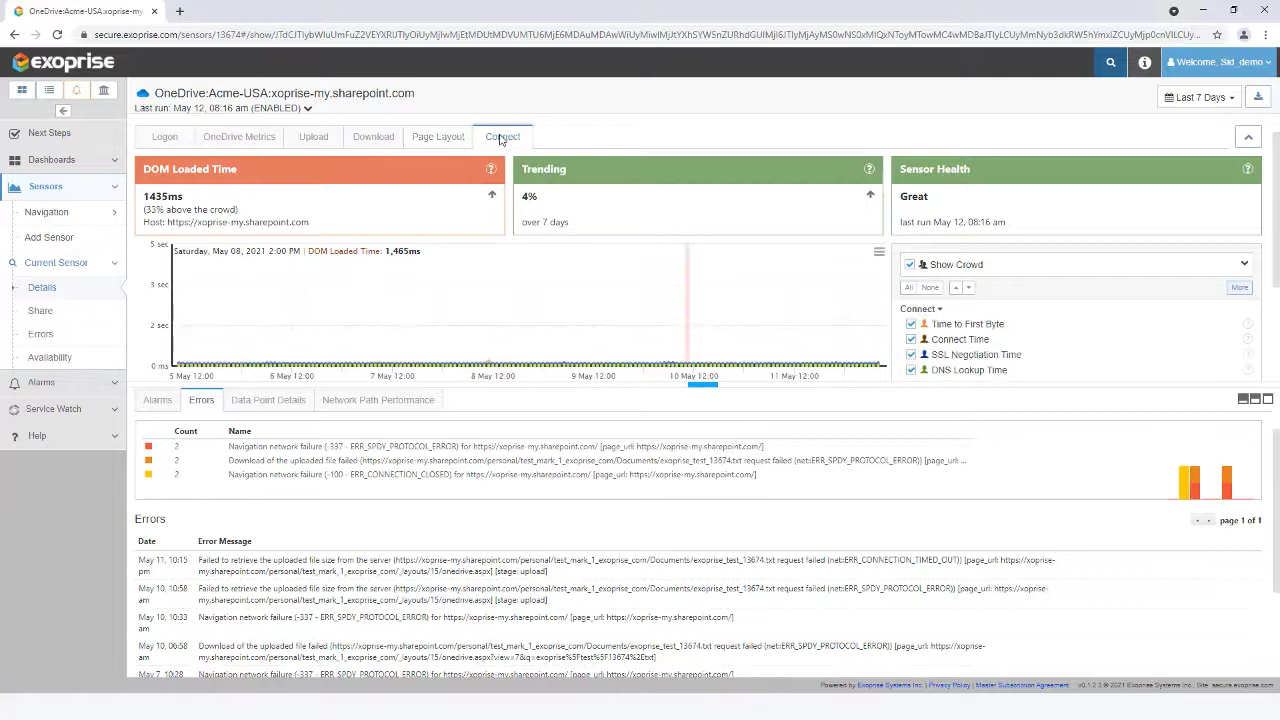 OneDrive:Acme-USA:xoprise-my
exoprise
Welcome, Sid_demo
OneDrive:Acme-USA:xoprise-my.sharepoint.com
Last run: May 12, 08:16 am (ENABLED)
Last 7 Days
Next Steps
Dashboards
Sensors
Navigation
Add Sensor
Current Sensor
Details
Share
Errors
Availability
Alarms
Service Watch
Help
Logon OneDrive Metrics Upload Download Page Layout Connect
DOM Loaded Time
1435ms
(33% above the crowd)
Host: https://xoprise-my.sharepoint.com
Trending
4%
over 7 days
Sensor Health
Great
last run May 12, 08:16 am
Saturday, May 08, 2021 2:00 PM | DOM Loaded Time: 1,465ms
5 sec
3 sec
2 sec
0 ms
5 May 12:00 6 May 12:00 7 May 12:00 8 May 12:00 9 May 12:00 10 May 12:00 11 May 12:00
Show Crowd
All None More
Connect
Time to First Byte
Connect Time
SSL Negotiation Time
DNS Lookup Time
Alarms Errors Data Point Details Network Path Performance
Count Name
2 Navigation network failure (-337 - ERR_SPDY_PROTOCOL_ERROR) for https://xoprise-my.sharepoint.com/ [page_url: https://xoprise-my.sharepoint.com/]
2 Download of the uploaded file failed (https://xoprise-my.sharepoint.com/personal/test_mark_1_exoprise_com/Documents/exoprise_test_13674.txt request failed (net::ERR_SPDY_PROTOCOL_ERROR)) [page_url: ...
2 Navigation network failure (-100 - ERR_CONNECTION_CLOSED) for https://xoprise-my.sharepoint.com/ [page_url: https://xoprise-my.sharepoint.com/]
Errors
page 1 of 1
Date Error Message
May 11, 10:15 pm Failed to retrieve the uploaded file size from the server (https://xoprise-my.sharepoint.com/personal/test_mark_1_exoprise_com/Documents/exoprise_test_13674.txt request failed (net::ERR_CONNECTION_TIMED_OUT)) [page_url: https://xoprise-
my.sharepoint.com/personal/test_mark_1_exoprise_com/_layouts/15/onedrive.aspx] [stage: upload]
May 10, 10:58 am Failed to retrieve the uploaded file size from the server (https://xoprise-my.sharepoint.com/personal/test_mark_1_exoprise_com/Documents/exoprise_test_13674.txt request failed (net::ERR_SPDY_PROTOCOL_ERROR)) [page_url: https://xoprise-
my.sharepoint.com/personal/test_mark_1_exoprise_com/_layouts/15/onedrive.aspx] [stage: upload]
May 10, 10:33 am Navigation network failure (-337 - ERR_SPDY_PROTOCOL_ERROR) for https://xoprise-my.sharepoint.com/ [page_url: https://xoprise-my.sharepoint.com/]
May 10, 06:58 am Download of the uploaded file failed (https://xoprise-my.sharepoint.com/personal/test_mark_1_exoprise_com/Documents/exoprise_test_13674.txt request failed (net::ERR_SPDY_PROTOCOL_ERROR)) [page_url: https://xoprise-
May 7, 10:28
Powered by Exoprise Systems Inc. | Privacy Policy | Master Subscription Agreement. © 2021 Exoprise Systems Inc., Site: secure.exoprise.com